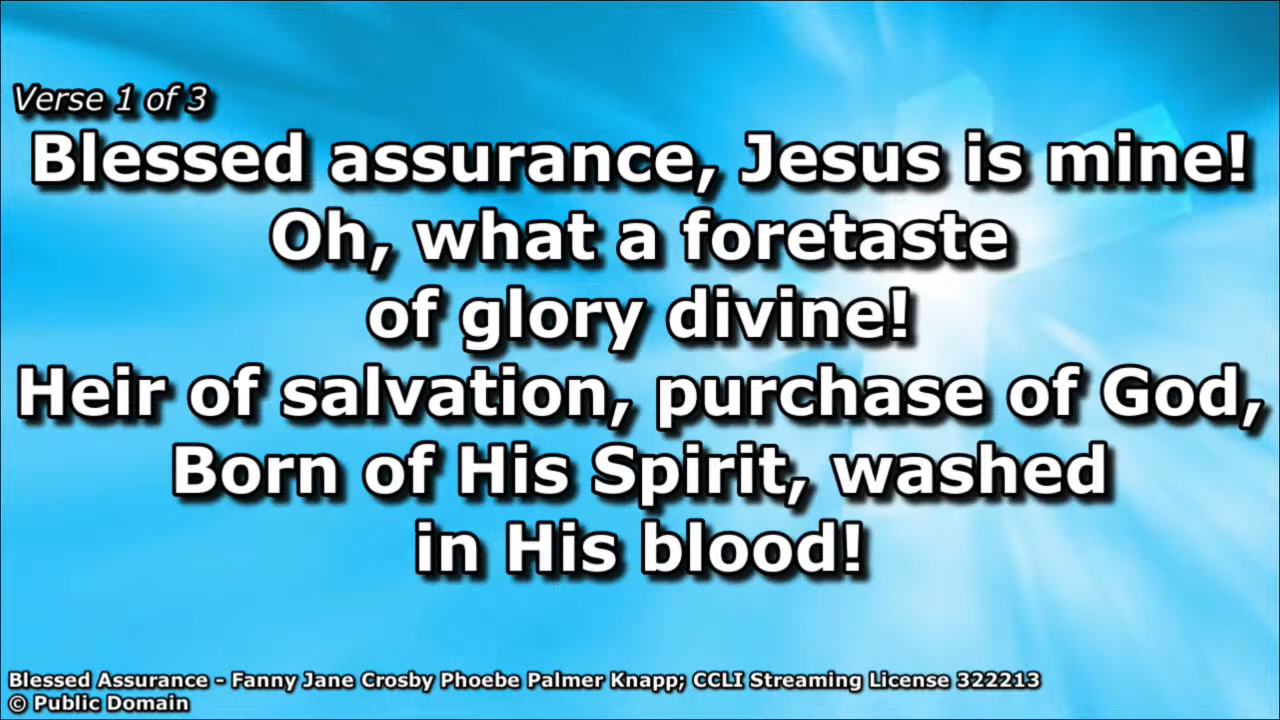 Verse 1 of 3
Blessed assurance, Jesus is mine!
Oh, what a foretaste
of glory divine!
Heir of salvation, purchase of God,
Born of His Spirit, washed
in His blood!
Blessed Assurance - Fanny Jane Crosby Phoebe Palmer Knapp; CCLI Streaming License 322213
© Public Domain